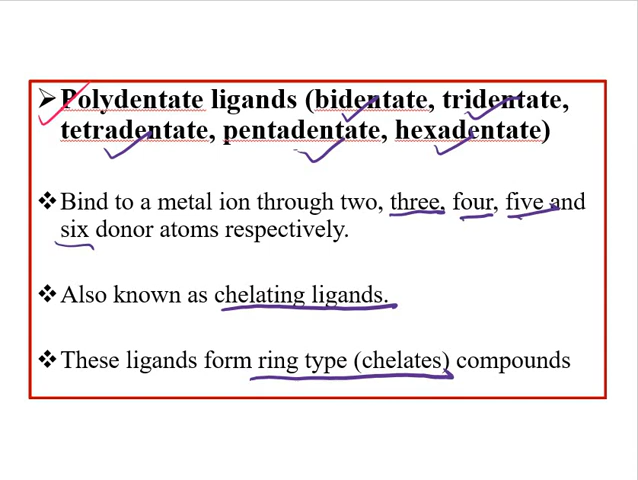 ➢Polydentate ligands (bidentate, tridentate,
tetradentate, pentadentate, hexadentate)
❖Bind to a metal ion through two, three, four, five and
six donor atoms respectively.
❖Also known as chelating ligands.
❖These ligands form ring type (chelates) compounds